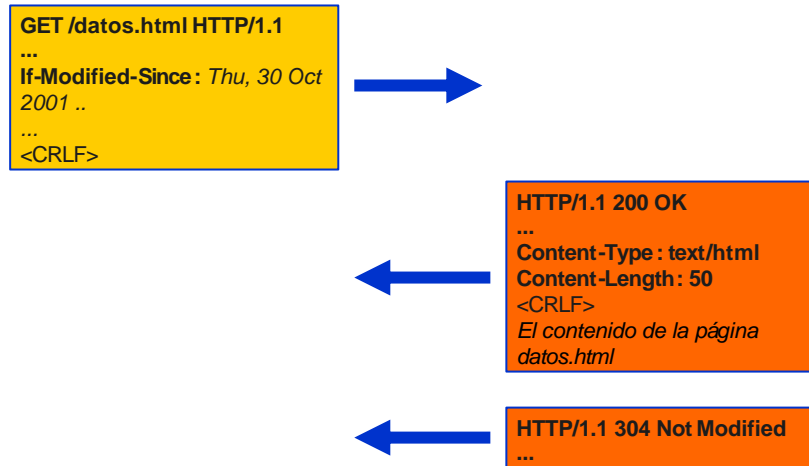 GET /datos.html HTTP/1.1
...
If-Modified-Since: Thu, 30 Oct
2001 ..
...
<CRLF>
HTTP/1.1 200 OK
...
Content-Type: text/html
Content-Length: 50
<CRLF>
El contenido de la página
datos.html
HTTP/1.1 304 Not Modified
...